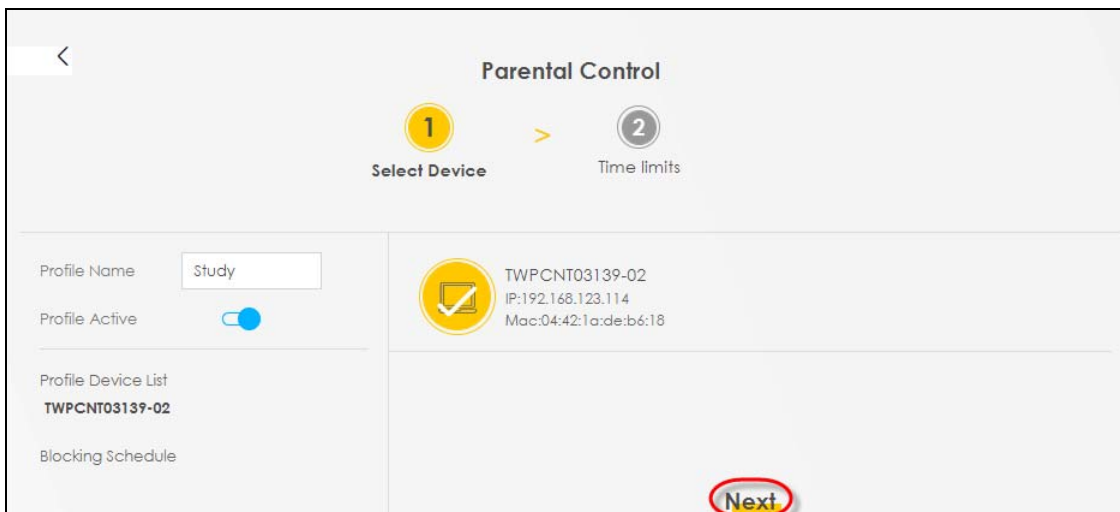 Parental Control
1
>
2
Select Device
Time limits
Profile Name
Study
Profile Active
Profile Device List
TWPCNT03139-02
Blocking Schedule
TWPCNT03139-02
IP:192.168.123.114
Mac:04:42:1a:de:b6:18
Next